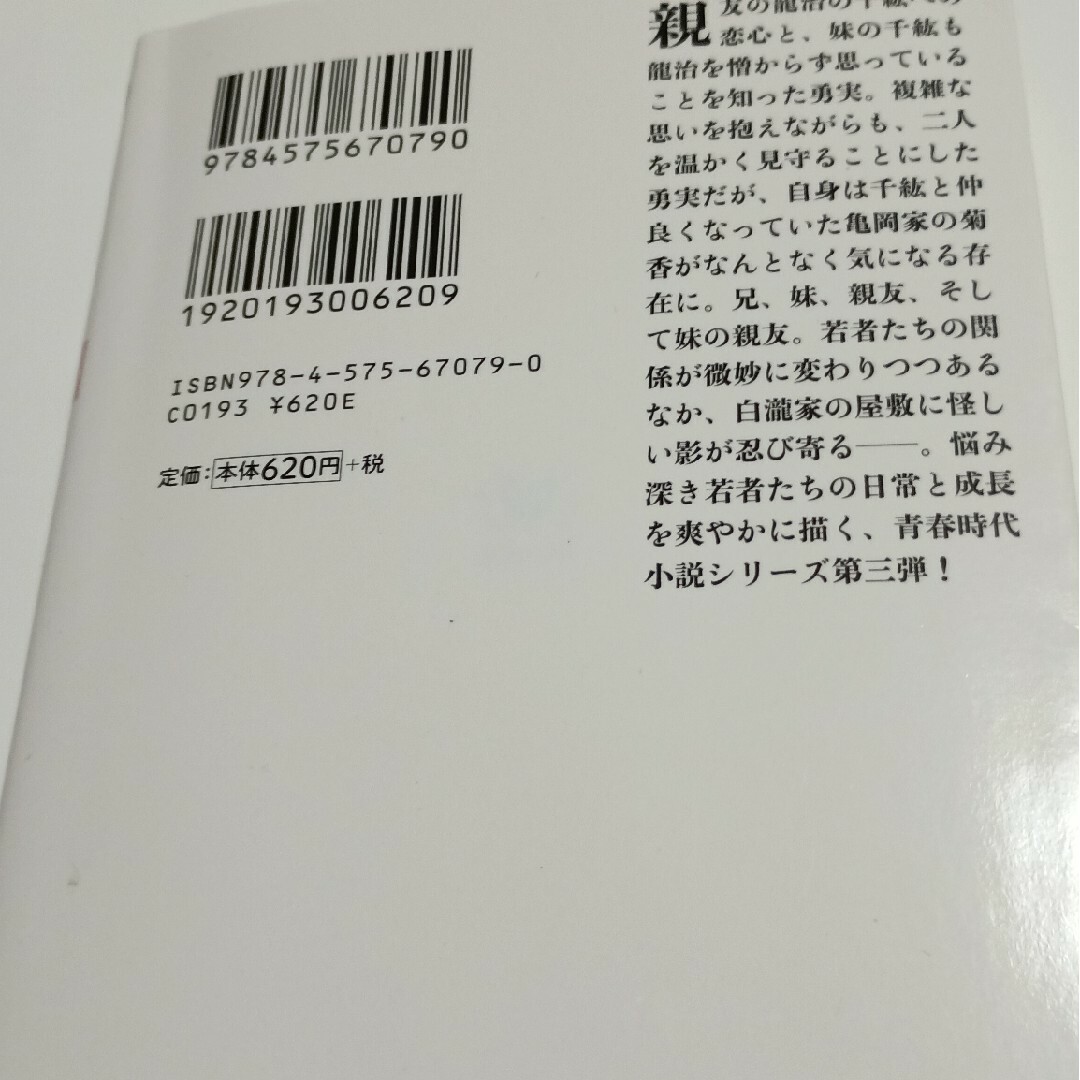 9784575670790
1920193006209
ISBN978-4-575-67079-0
C0193 ¥620E
定価:本体620円+税
親友の龍治の千紘への
恋心と、妹の千紘も
龍治を憎からず思っている
ことを知った勇実。複雑な
思いを抱えながらも、二人
を温かく見守ることにした
勇実だが、自身は千紘と仲
良くなっていた亀岡家の菊
香がなんとなく気になる存
在に。兄、妹、親友、そし
て妹の親友。若者たちの関
係が微妙に変わりつつある
なか、白瀧家の屋敷に怪し
い影が忍び寄る――。悩み
深き若者たちの日常と成長
を爽やかに描く、青春時代
小説シリーズ第三弾!